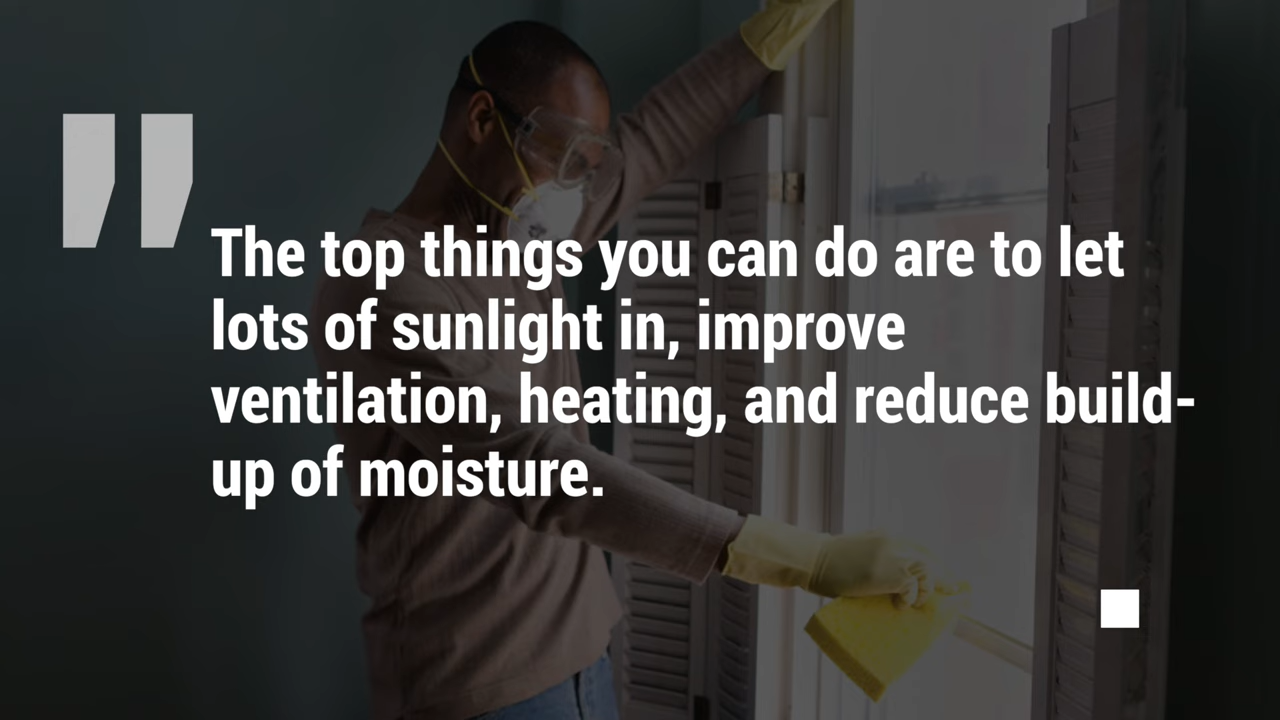 "
The top things you can do are to let
lots of sunlight in, improve
ventilation, heating, and reduce build-
up of moisture.